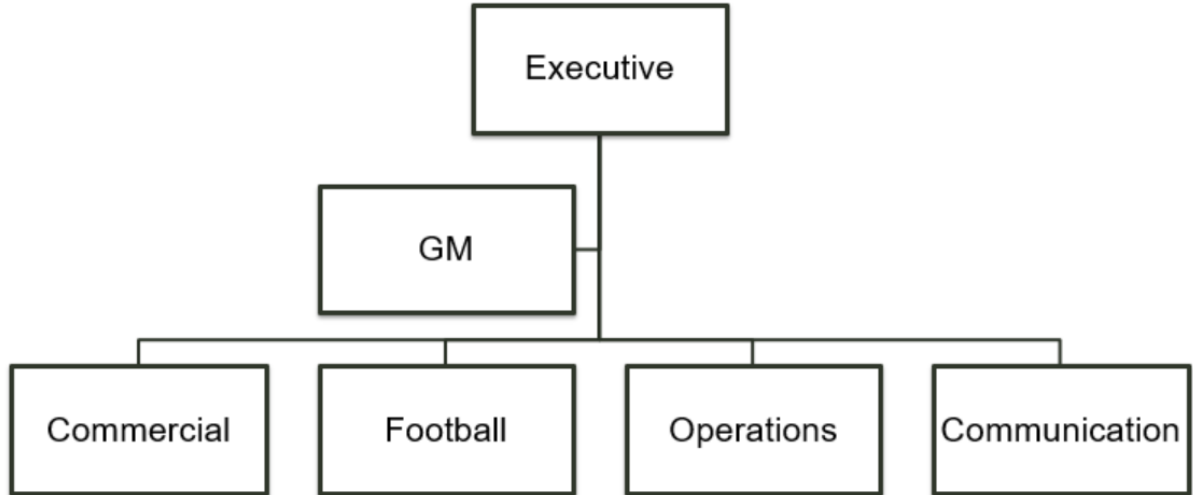 Executive
GM
Commercial
Football
Operations
Communication